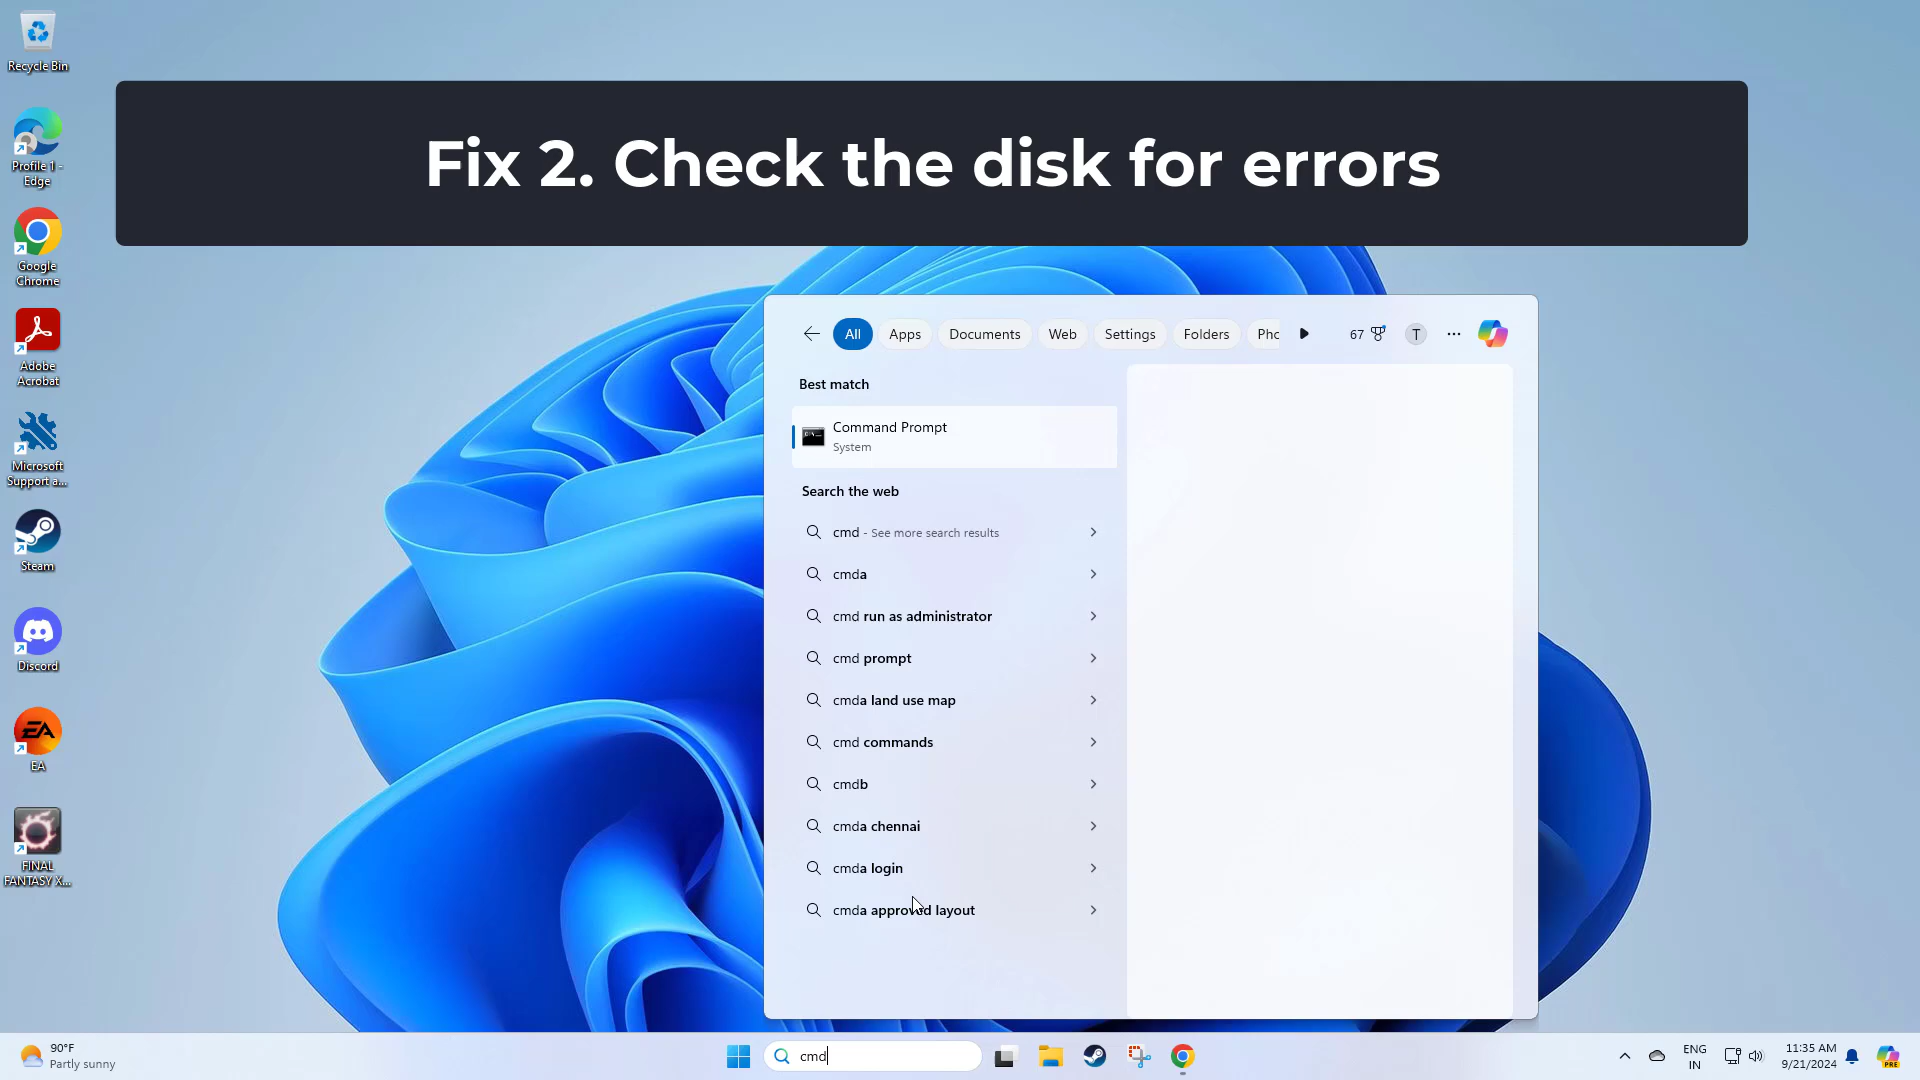 Recycle Bin
Profile 1 -
Edge
Google
Chrome
Adobe
Acrobat
Microsoft
Support a...
Steam
Discord
EA
EA
FINAL
FANTASY X...
Fix 2. Check the disk for errors
All
Apps
Documents
Web
Settings
Folders
Pho
67
T
Best match
Command Prompt
System
Search the web
cmd - See more search results
cmda
cmd run as administrator
cmd prompt
cmda land use map
cmd commands
cmdb
cmda chennai
cmda login
cmda approved layout
90°F
Partly sunny
cmd
ENG
IN
11:35 AM
9/21/2024
PRE